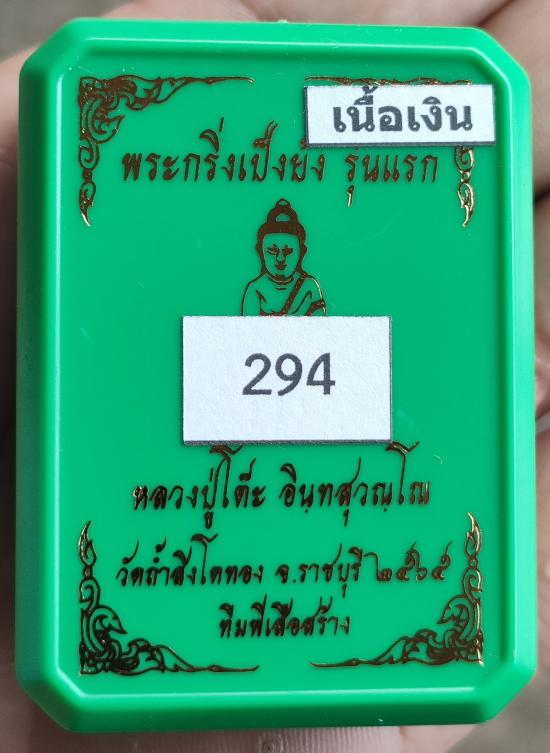 เนื้อเงิน
พระกริ่งเป็งย้ง รุ่นแรก
294
หลวงปู่โต๊ะ อินฺทสุวณฺโณ
วัดถ้ำสิงโตทอง จ.ราชบุรี ๒๕๖๕
ทีมพี่เสือสร้าง